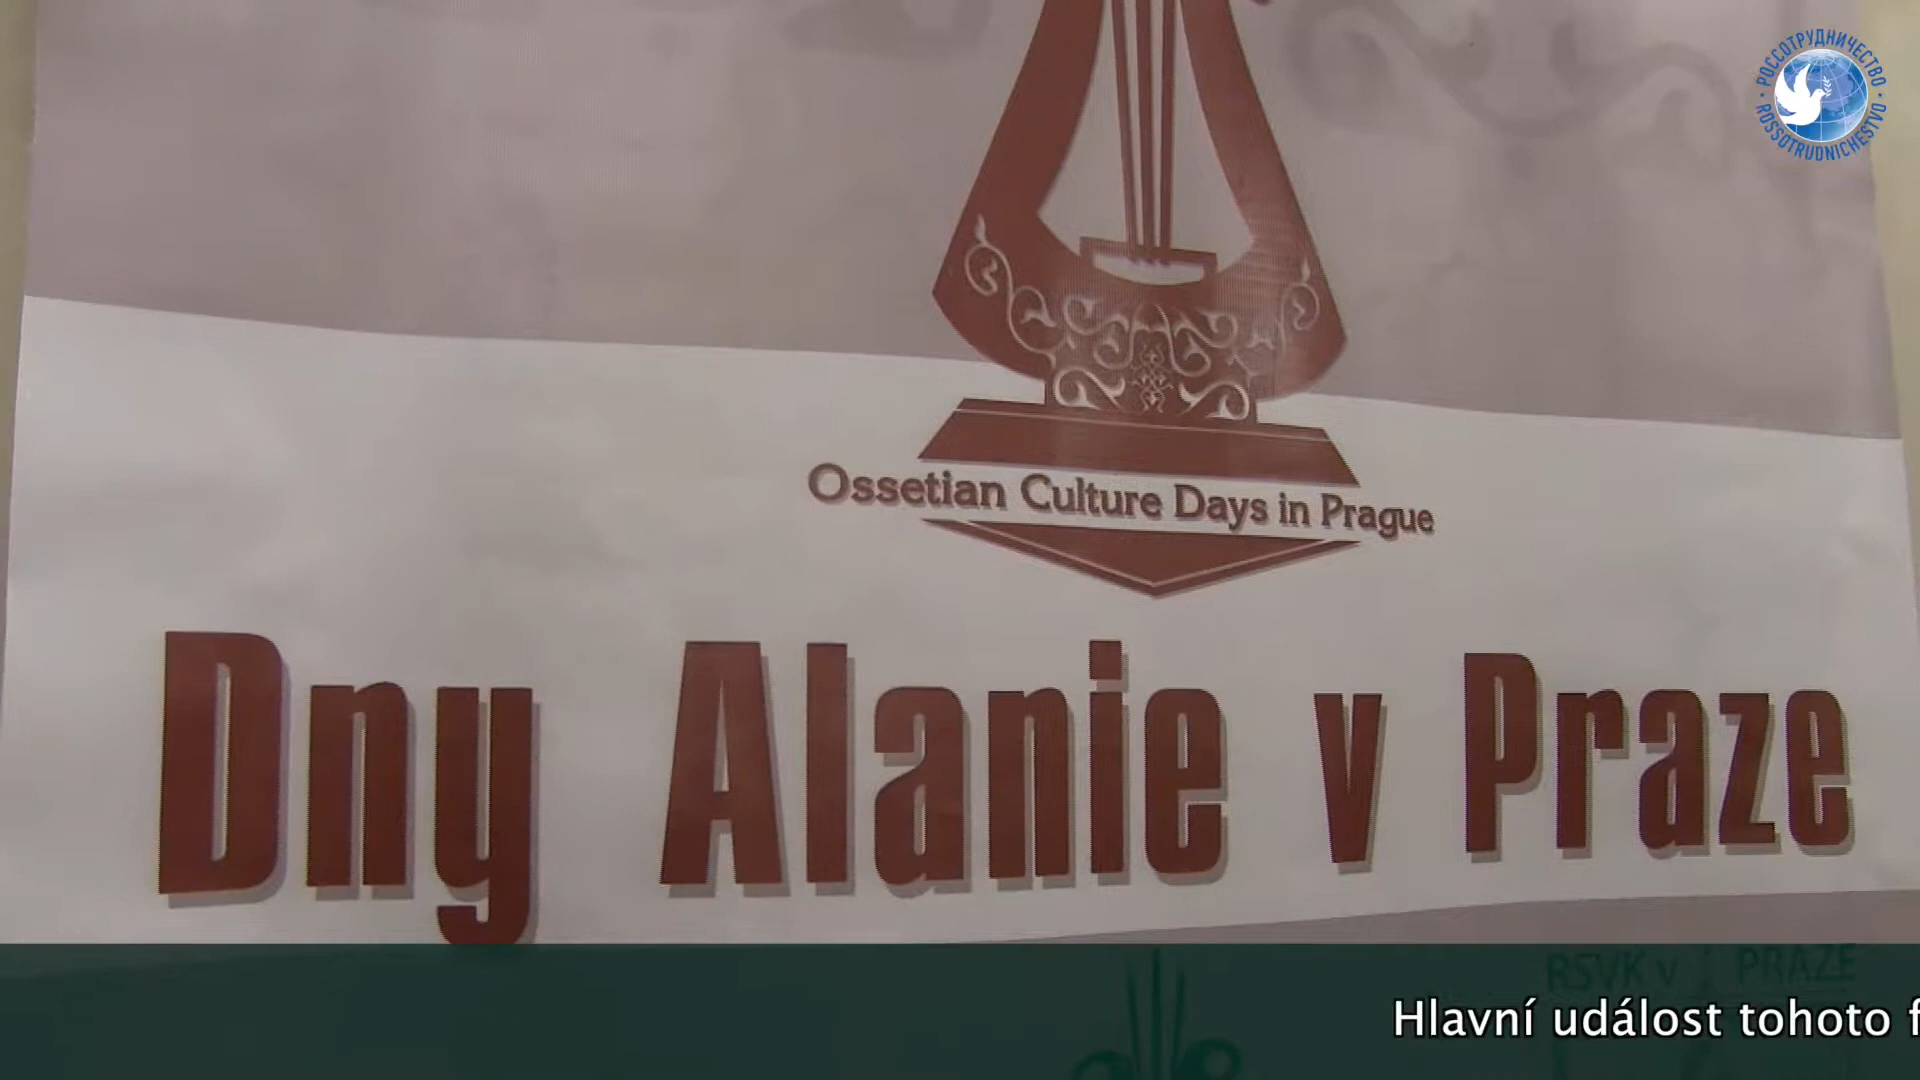 РОССОТРУДНИЧЕСТВО
ROSSOTRUDNICHESTVO
Ossetian Culture Days in Prague
Dny Alanie v Praze
RSVK v PRAZE
Hlavní událost tohoto f